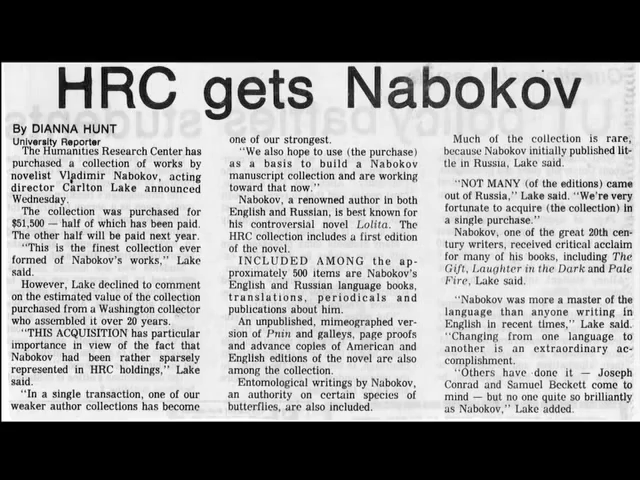 HRC gets Nabokov
By DIANNA HUNT
University Reporter
The Humanities Research Center has
purchased a collection of works by
novelist Vladimir Nabokov, acting
director Carlton Lake announced
Wednesday.
The collection was purchased for
$51,500 — half of which has been paid.
The other half will be paid next year.
"This is the finest collection ever
formed of Nabokov's works," Lake
said.
However, Lake declined to comment
on the estimated value of the collection
purchased from a Washington collector
who assembled it over 20 years.
"THIS ACQUISITION has particular
importance in view of the fact that
Nabokov had been rather sparsely
represented in HRC holdings," Lake
said.
"In a single transaction, one of our
weaker author collections has become
one of our strongest.
"We also hope to use (the purchase)
as a basis to build a Nabokov
manuscript collection and are working
toward that now."
Nabokov, a renowned author in both
English and Russian, is best known for
his controversial novel Lolita. The
HRC collection includes a first edition
of the novel.
INCLUDED AMONG the ap-
proximately 500 items are Nabokov's
English and Russian language books,
translations, periodicals and
publications about him.
An unpublished, mimeographed ver-
sion of Pnin and galleys, page proofs
and advance copies of American and
English editions of the novel are also
among the collection.
Entomological writings by Nabokov,
an authority on certain species of
butterflies, are also included.
Much of the collection is rare,
because Nabokov initially published lit-
tle in Russia, Lake said.
"NOT MANY (of the editions) came
out of Russia," Lake said. "We're very
fortunate to acquire (the collection) in
a single purchase."
Nabokov, one of the great 20th cen-
tury writers, received critical acclaim
for many of his books, including The
Gift, Laughter in the Dark and Pale
Fire, Lake said.
"Nabokov was more a master of the
language than anyone writing in
English in recent times," Lake said.
"Changing from one language to
another is an extraordinary ac-
complishment.
"Others have done it — Joseph
Conrad and Samuel Beckett come to
mind — but no one quite so brilliantly
as Nabokov," Lake added.